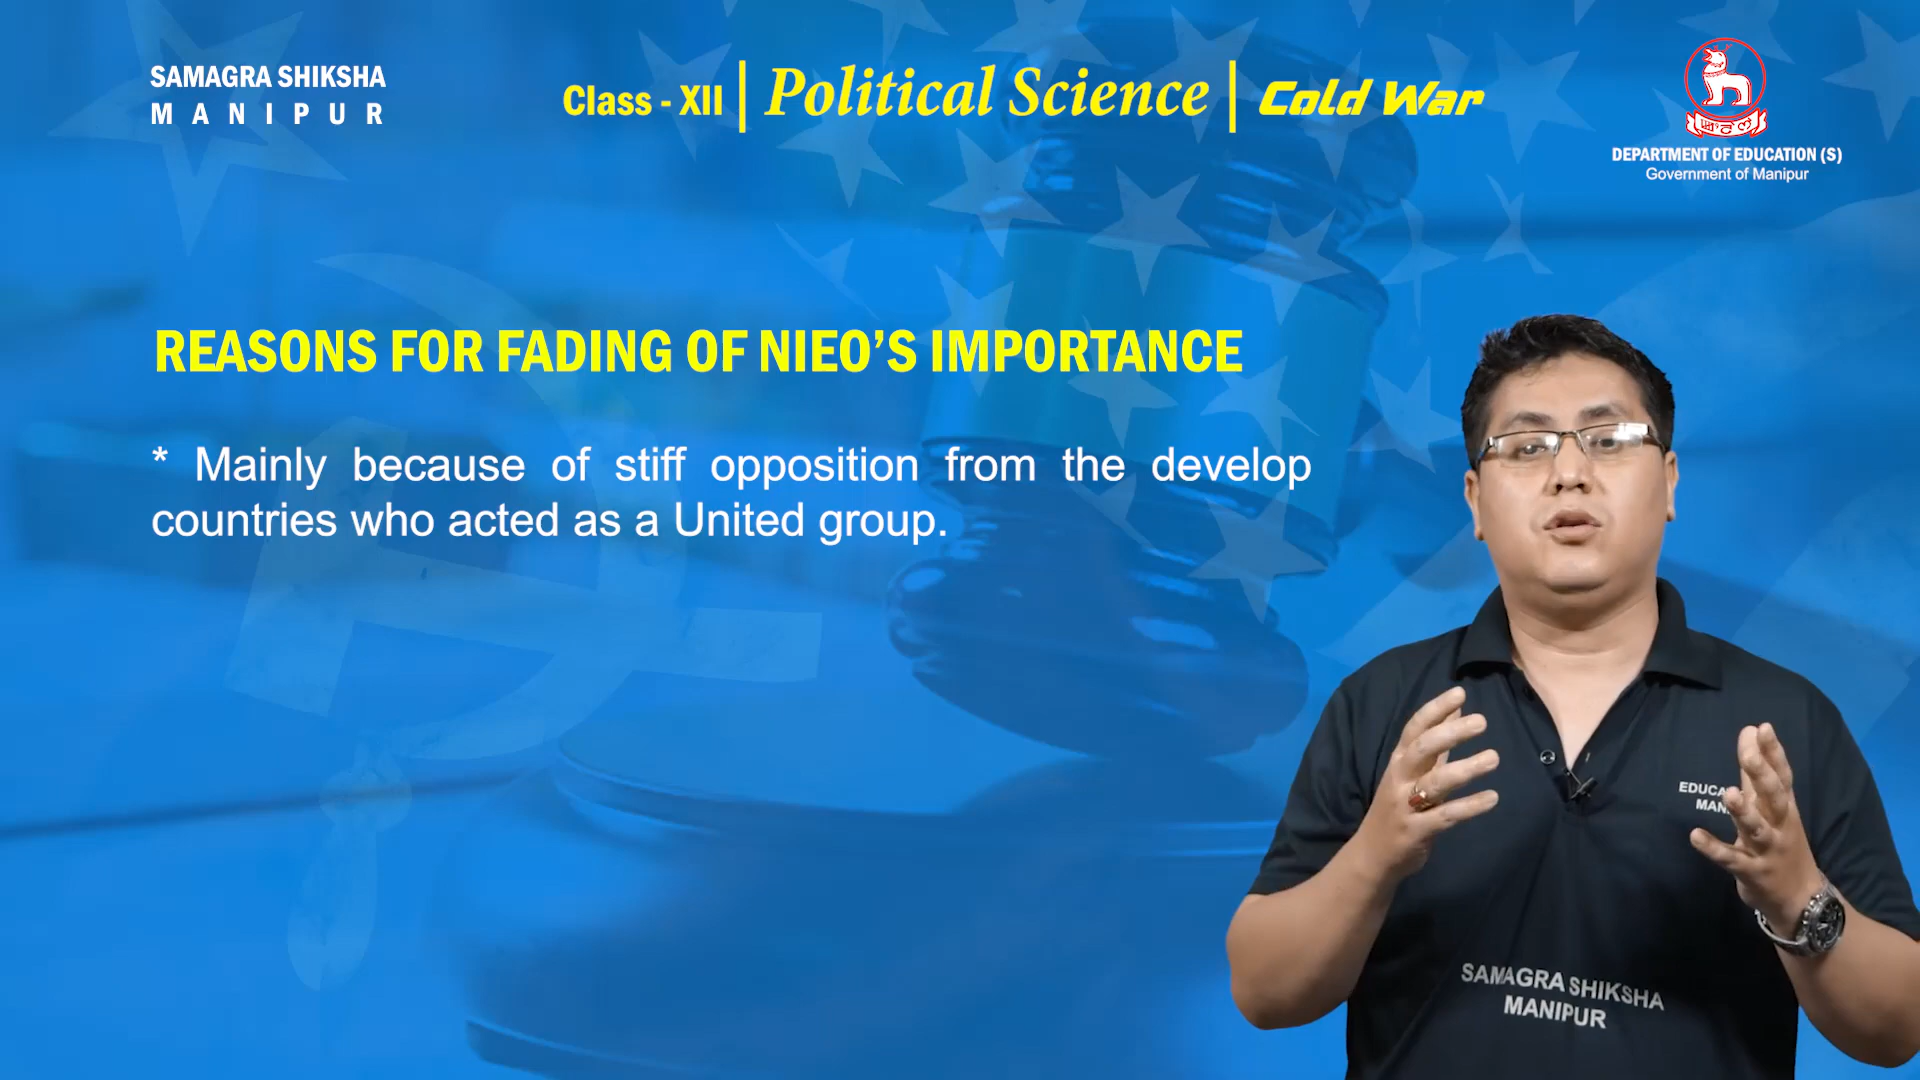 SAMAGRA SHIKSHA
MANIPUR
Class - XII | Political Science | Cold War
DEPARTMENT OF EDUCATION (S)
Government of Manipur
REASONS FOR FADING OF NIEO’S IMPORTANCE
* Mainly because of stiff opposition from the develop
countries who acted as a United group.
SAMAGRA SHIKSHA
MANIPUR